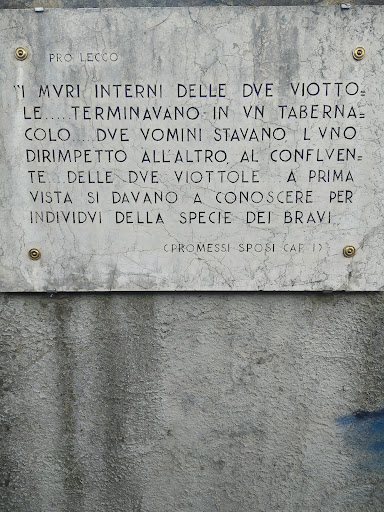 PRO LECCO
"I MVRI INTERNI DELLE DVE VIOTTO=
LE.....TERMINAVANO IN VN TABERNA=
COLO....DVE VOMINI STAVANO L'VNO
DIRIMPETTO ALL'ALTRO, AL CONFLVEN=
TE...DELLE DVE VIOTTOLE A PRIMA
VISTA SI DAVANO A CONOSCERE PER
INDIVIDVI DELLA SPECIE DEI BRAVI..
(PROMESSI SPOSI CAP. I)